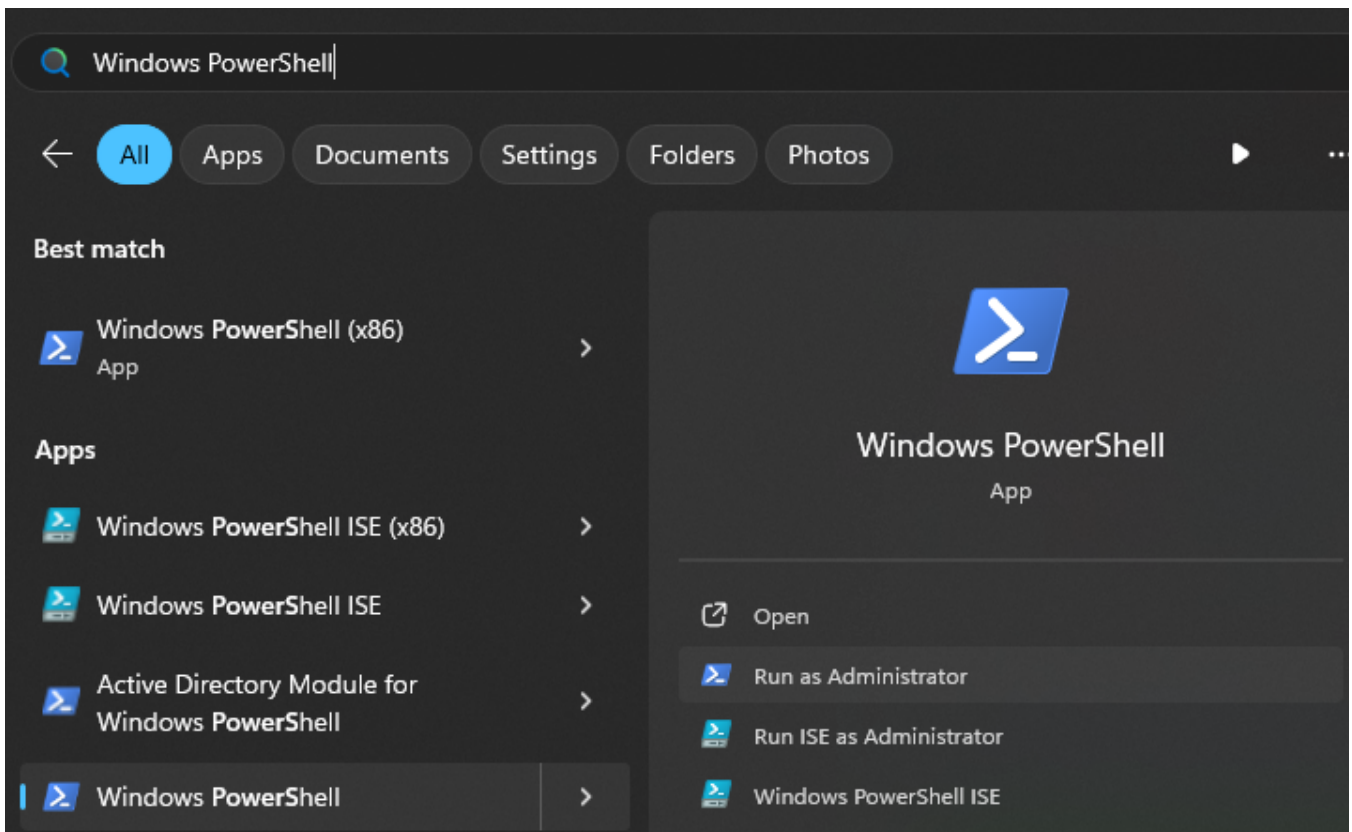 Windows PowerShell
All Apps Documents Settings Folders Photos
Best match
Windows PowerShell (x86)
App
Apps
Windows PowerShell ISE (x86)
Windows PowerShell ISE
Active Directory Module for
Windows PowerShell
Windows PowerShell
Windows PowerShell
App
Open
Run as Administrator
Run ISE as Administrator
Windows PowerShell ISE